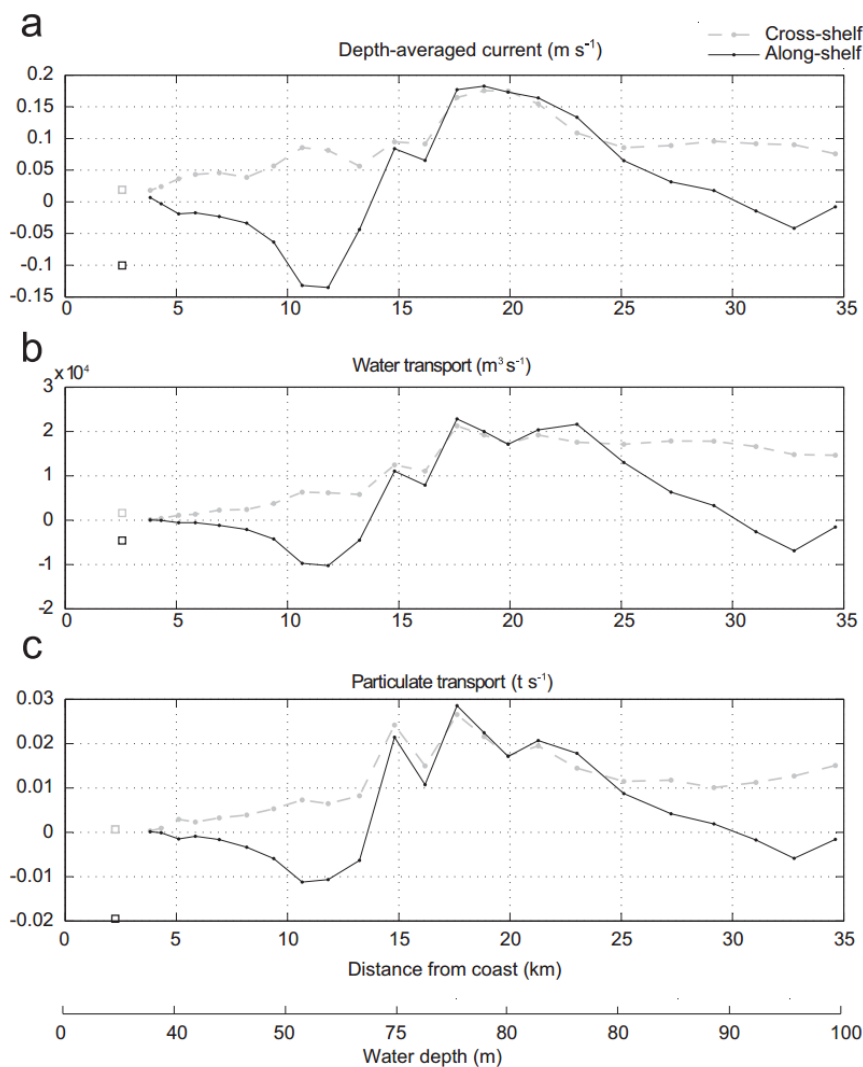 a
Cross-shelf
Along-shelf
Depth-averaged current (m s⁻¹)
0.2
0.15
0.1
0.05
0
-0.05
-0.1
-0.15
0 5 10 15 20 25 30 35
b
Water transport (m³ s⁻¹)
x 10⁴
3
2
1
0
-1
-2
0 5 10 15 20 25 30 35
c
Particulate transport (t s⁻¹)
0.03
0.02
0.01
0
-0.01
-0.02
0 5 10 15 20 25 30 35
Distance from coast (km)
0 40 50 75 80 80 90 100
Water depth (m)